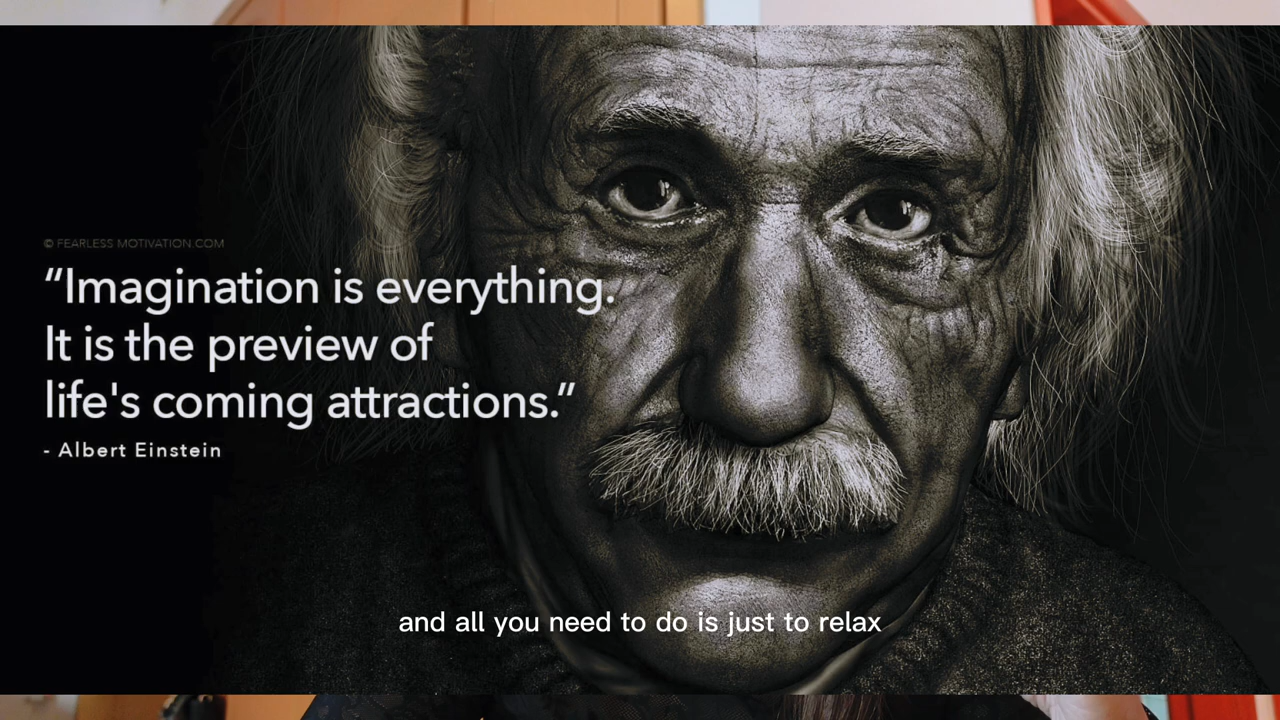 © FEARLESS MOTIVATION.COM
“Imagination is everything.
It is the preview of
life's coming attractions.”
- Albert Einstein
and all you need to do is just to relax